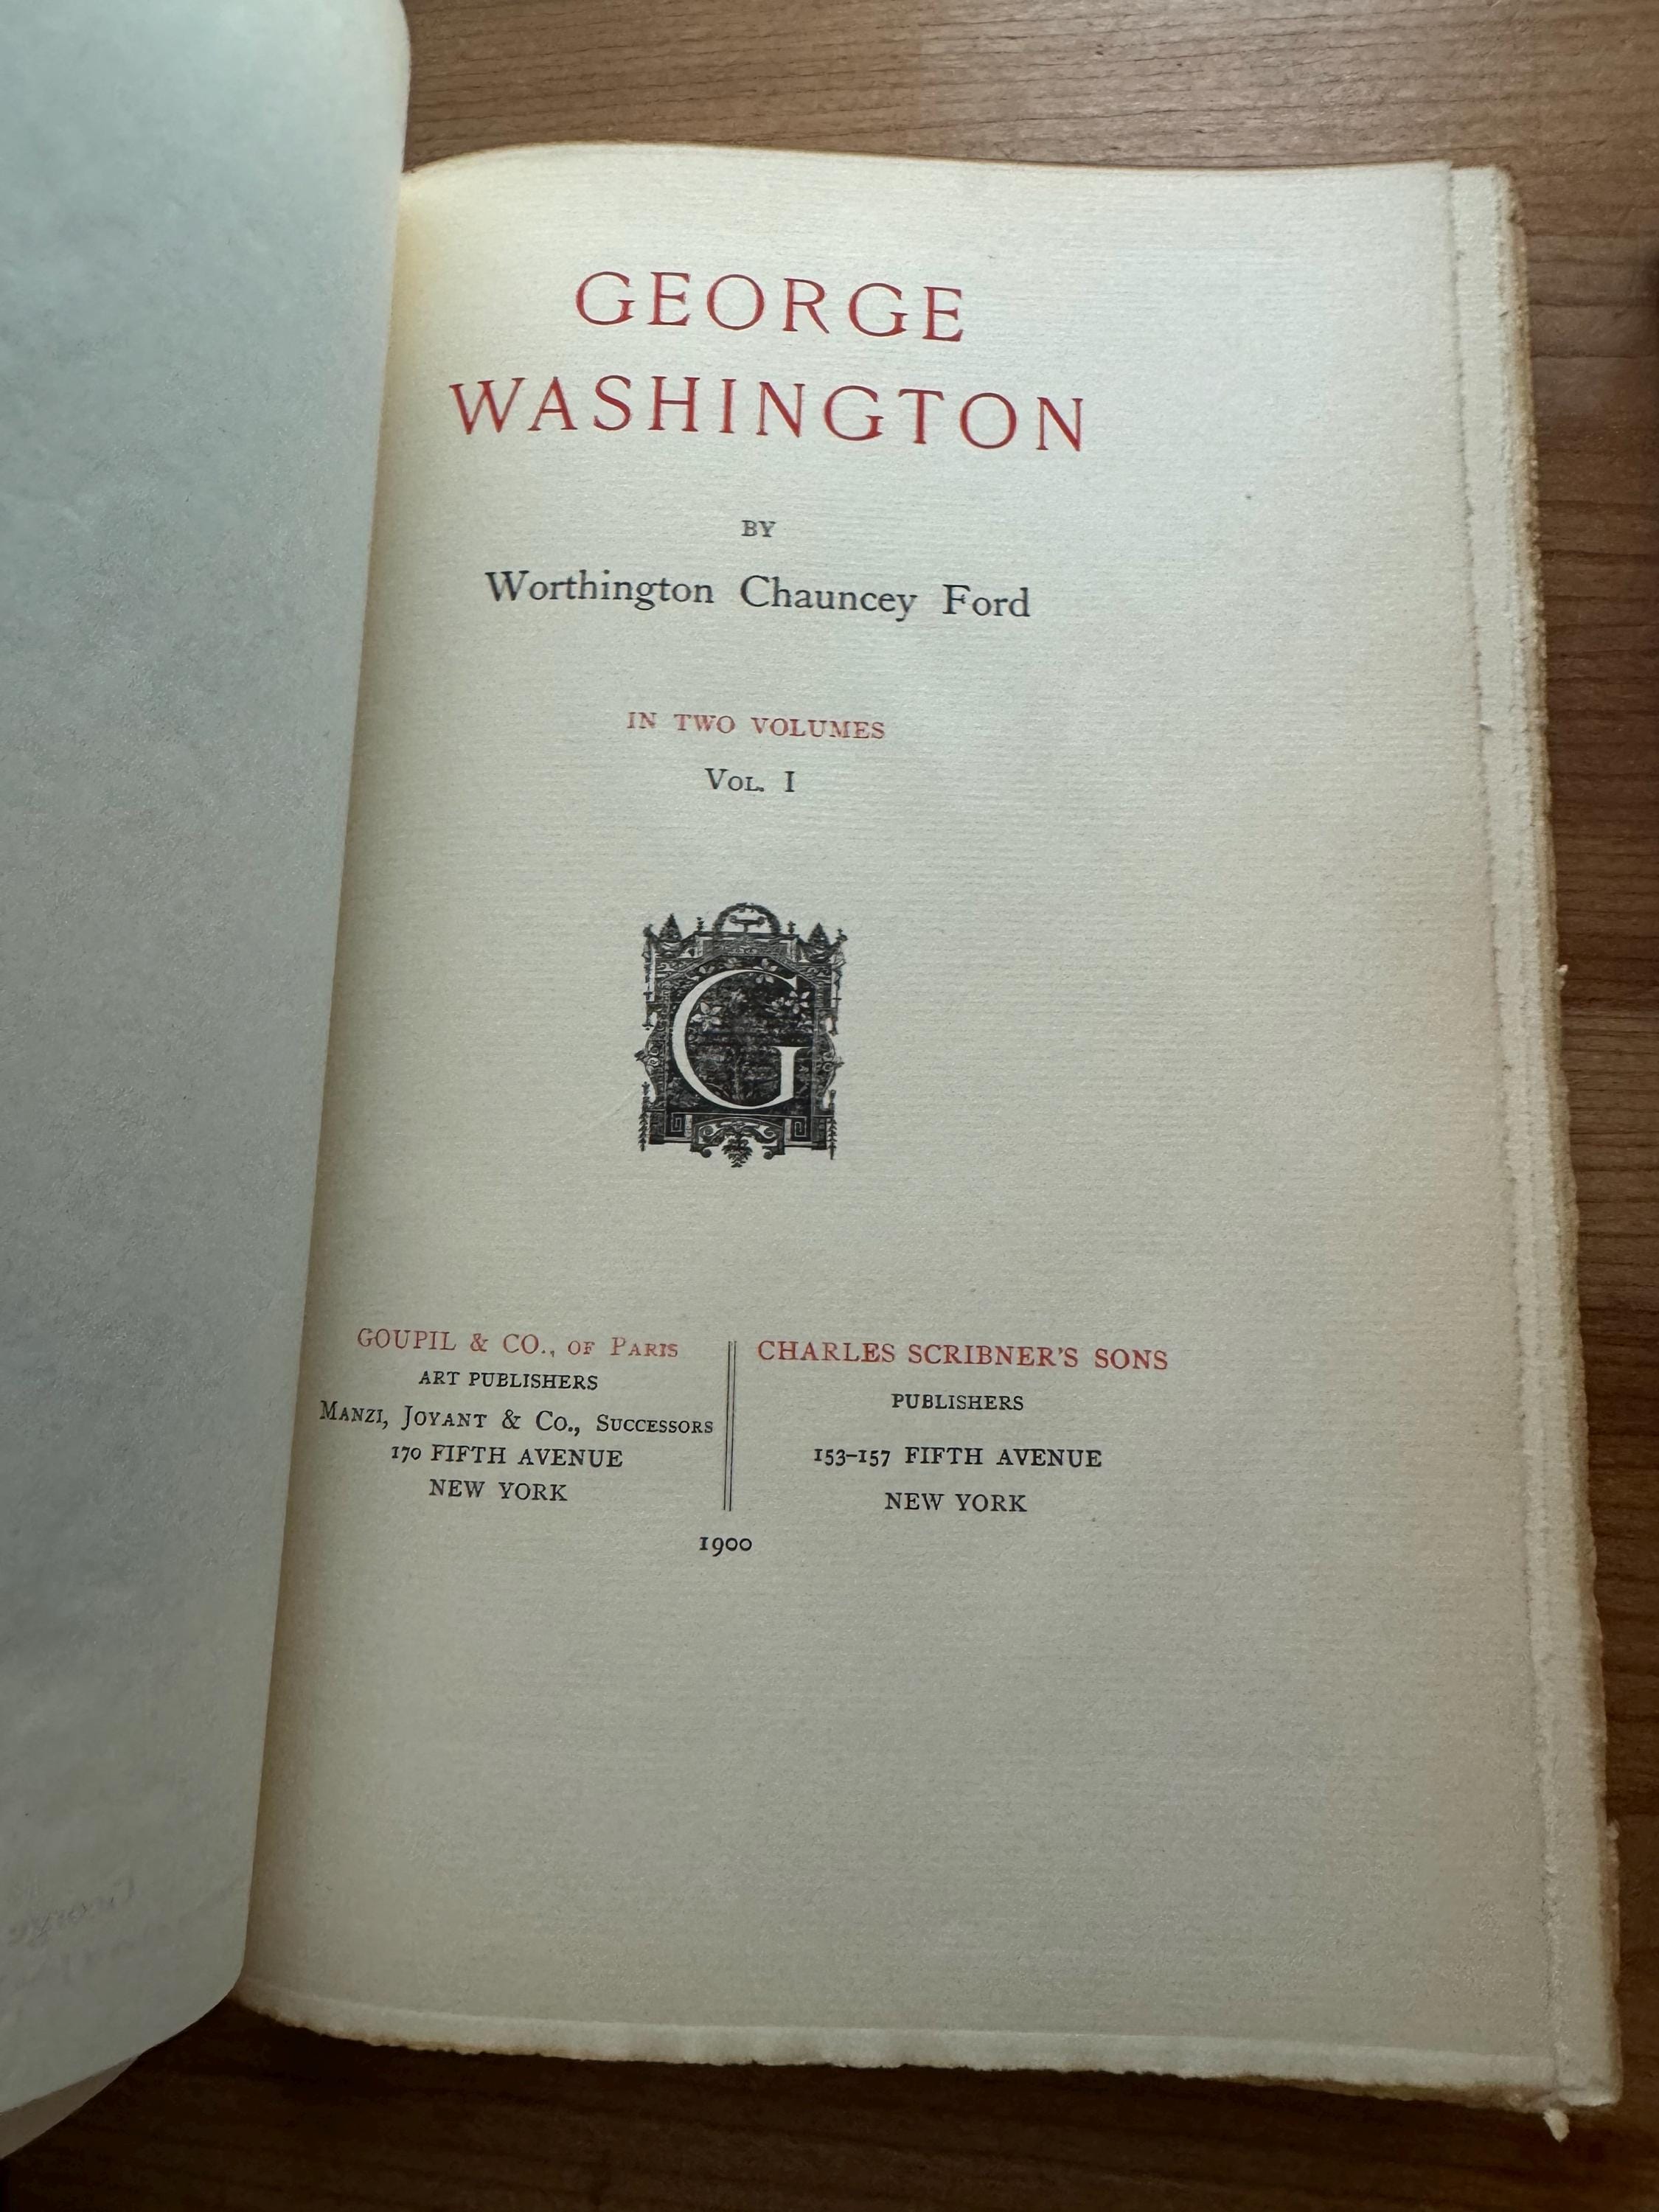 GEORGE
WASHINGTON
BY
Worthington Chauncey Ford
IN TWO VOLUMES
VOL. I
G
GOUPIL & CO., OF PARIS
ART PUBLISHERS
MANZI, JOYANT & CO., SUCCESSORS
170 FIFTH AVENUE
NEW YORK
CHARLES SCRIBNER'S SONS
PUBLISHERS
153–157 FIFTH AVENUE
NEW YORK
1900